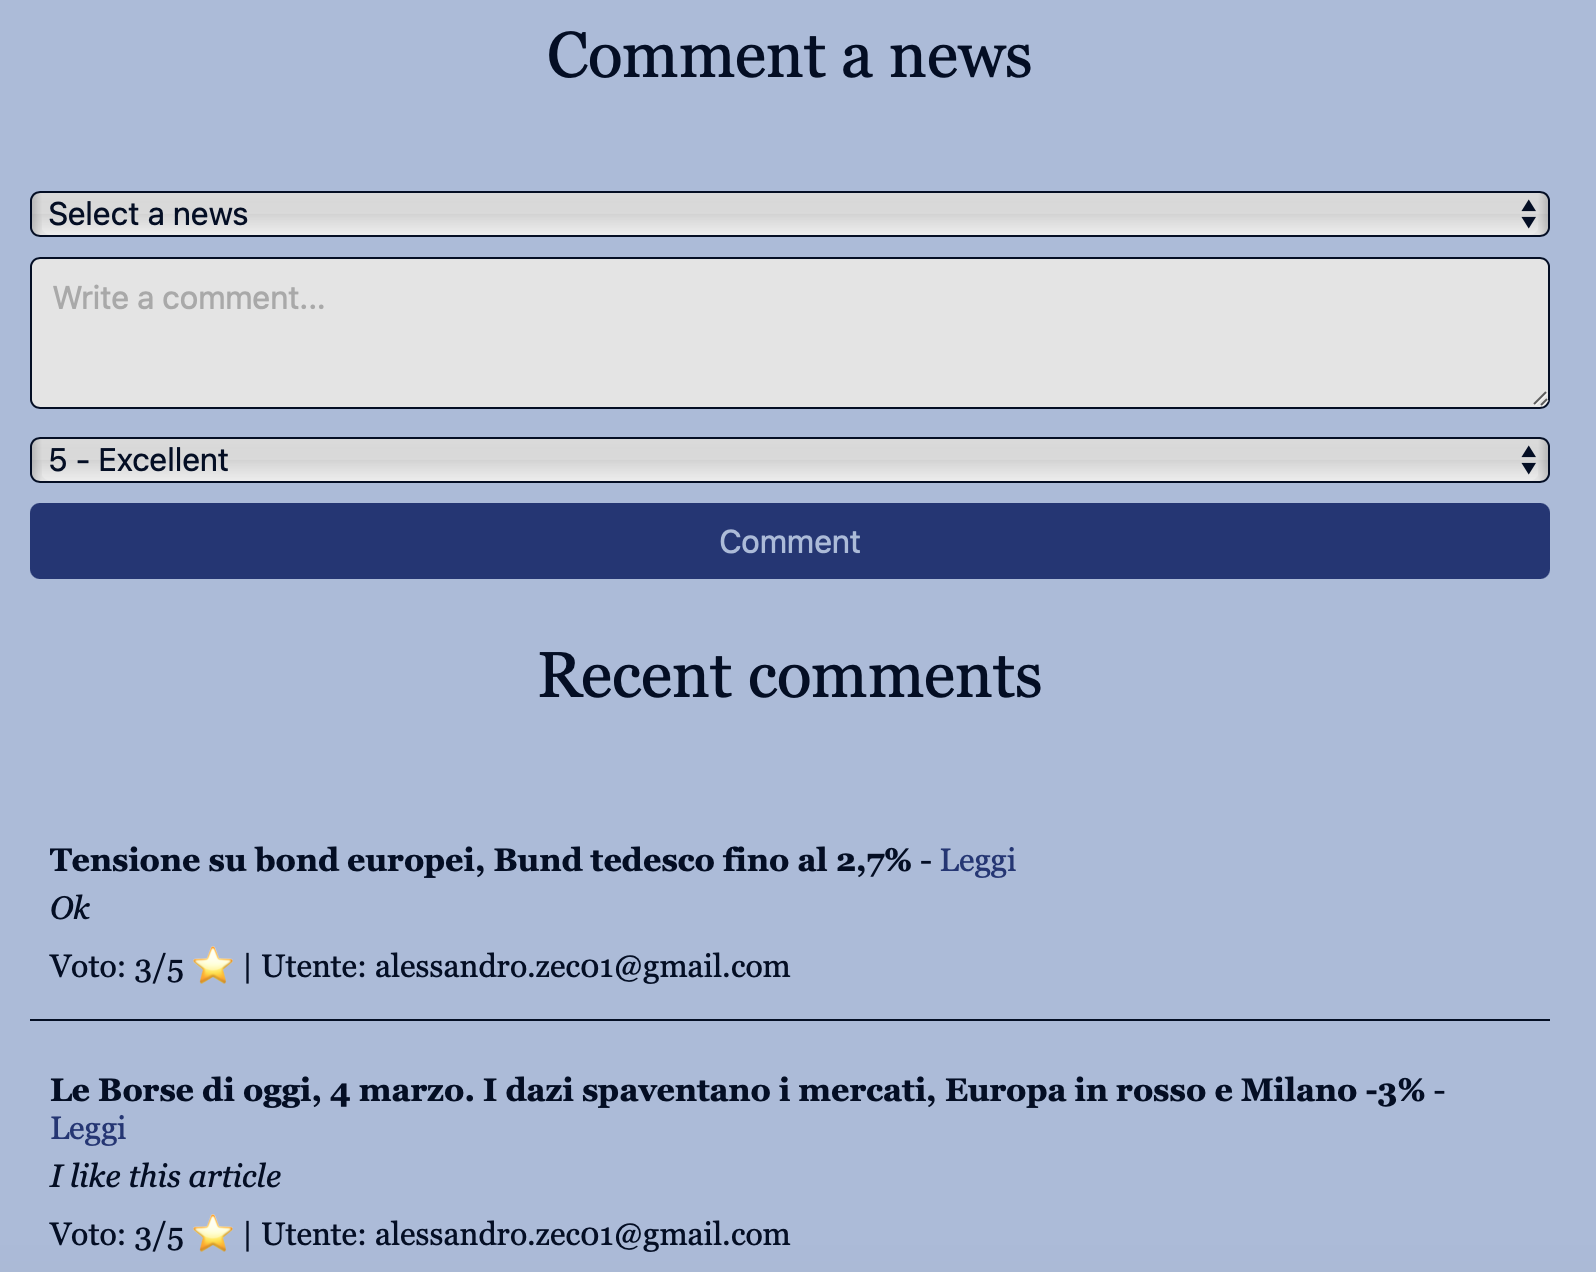 Comment a news
Select a news
Write a comment...
5 - Excellent
Comment
Recent comments
Tensione su bond europei, Bund tedesco fino al 2,7% - Leggi
Ok
Voto: 3/5 ⭐ | Utente: alessandro.zec01@gmail.com
Le Borse di oggi, 4 marzo. I dazi spaventano i mercati, Europa in rosso e Milano -3% -
Leggi
I like this article
Voto: 3/5 ⭐ | Utente: alessandro.zec01@gmail.com